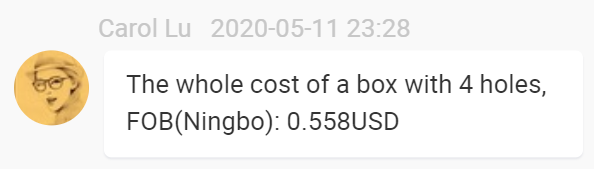 Carol Lu 2020-05-11 23:28
The whole cost of a box with 4 holes,
FOB(Ningbo): 0.558USD